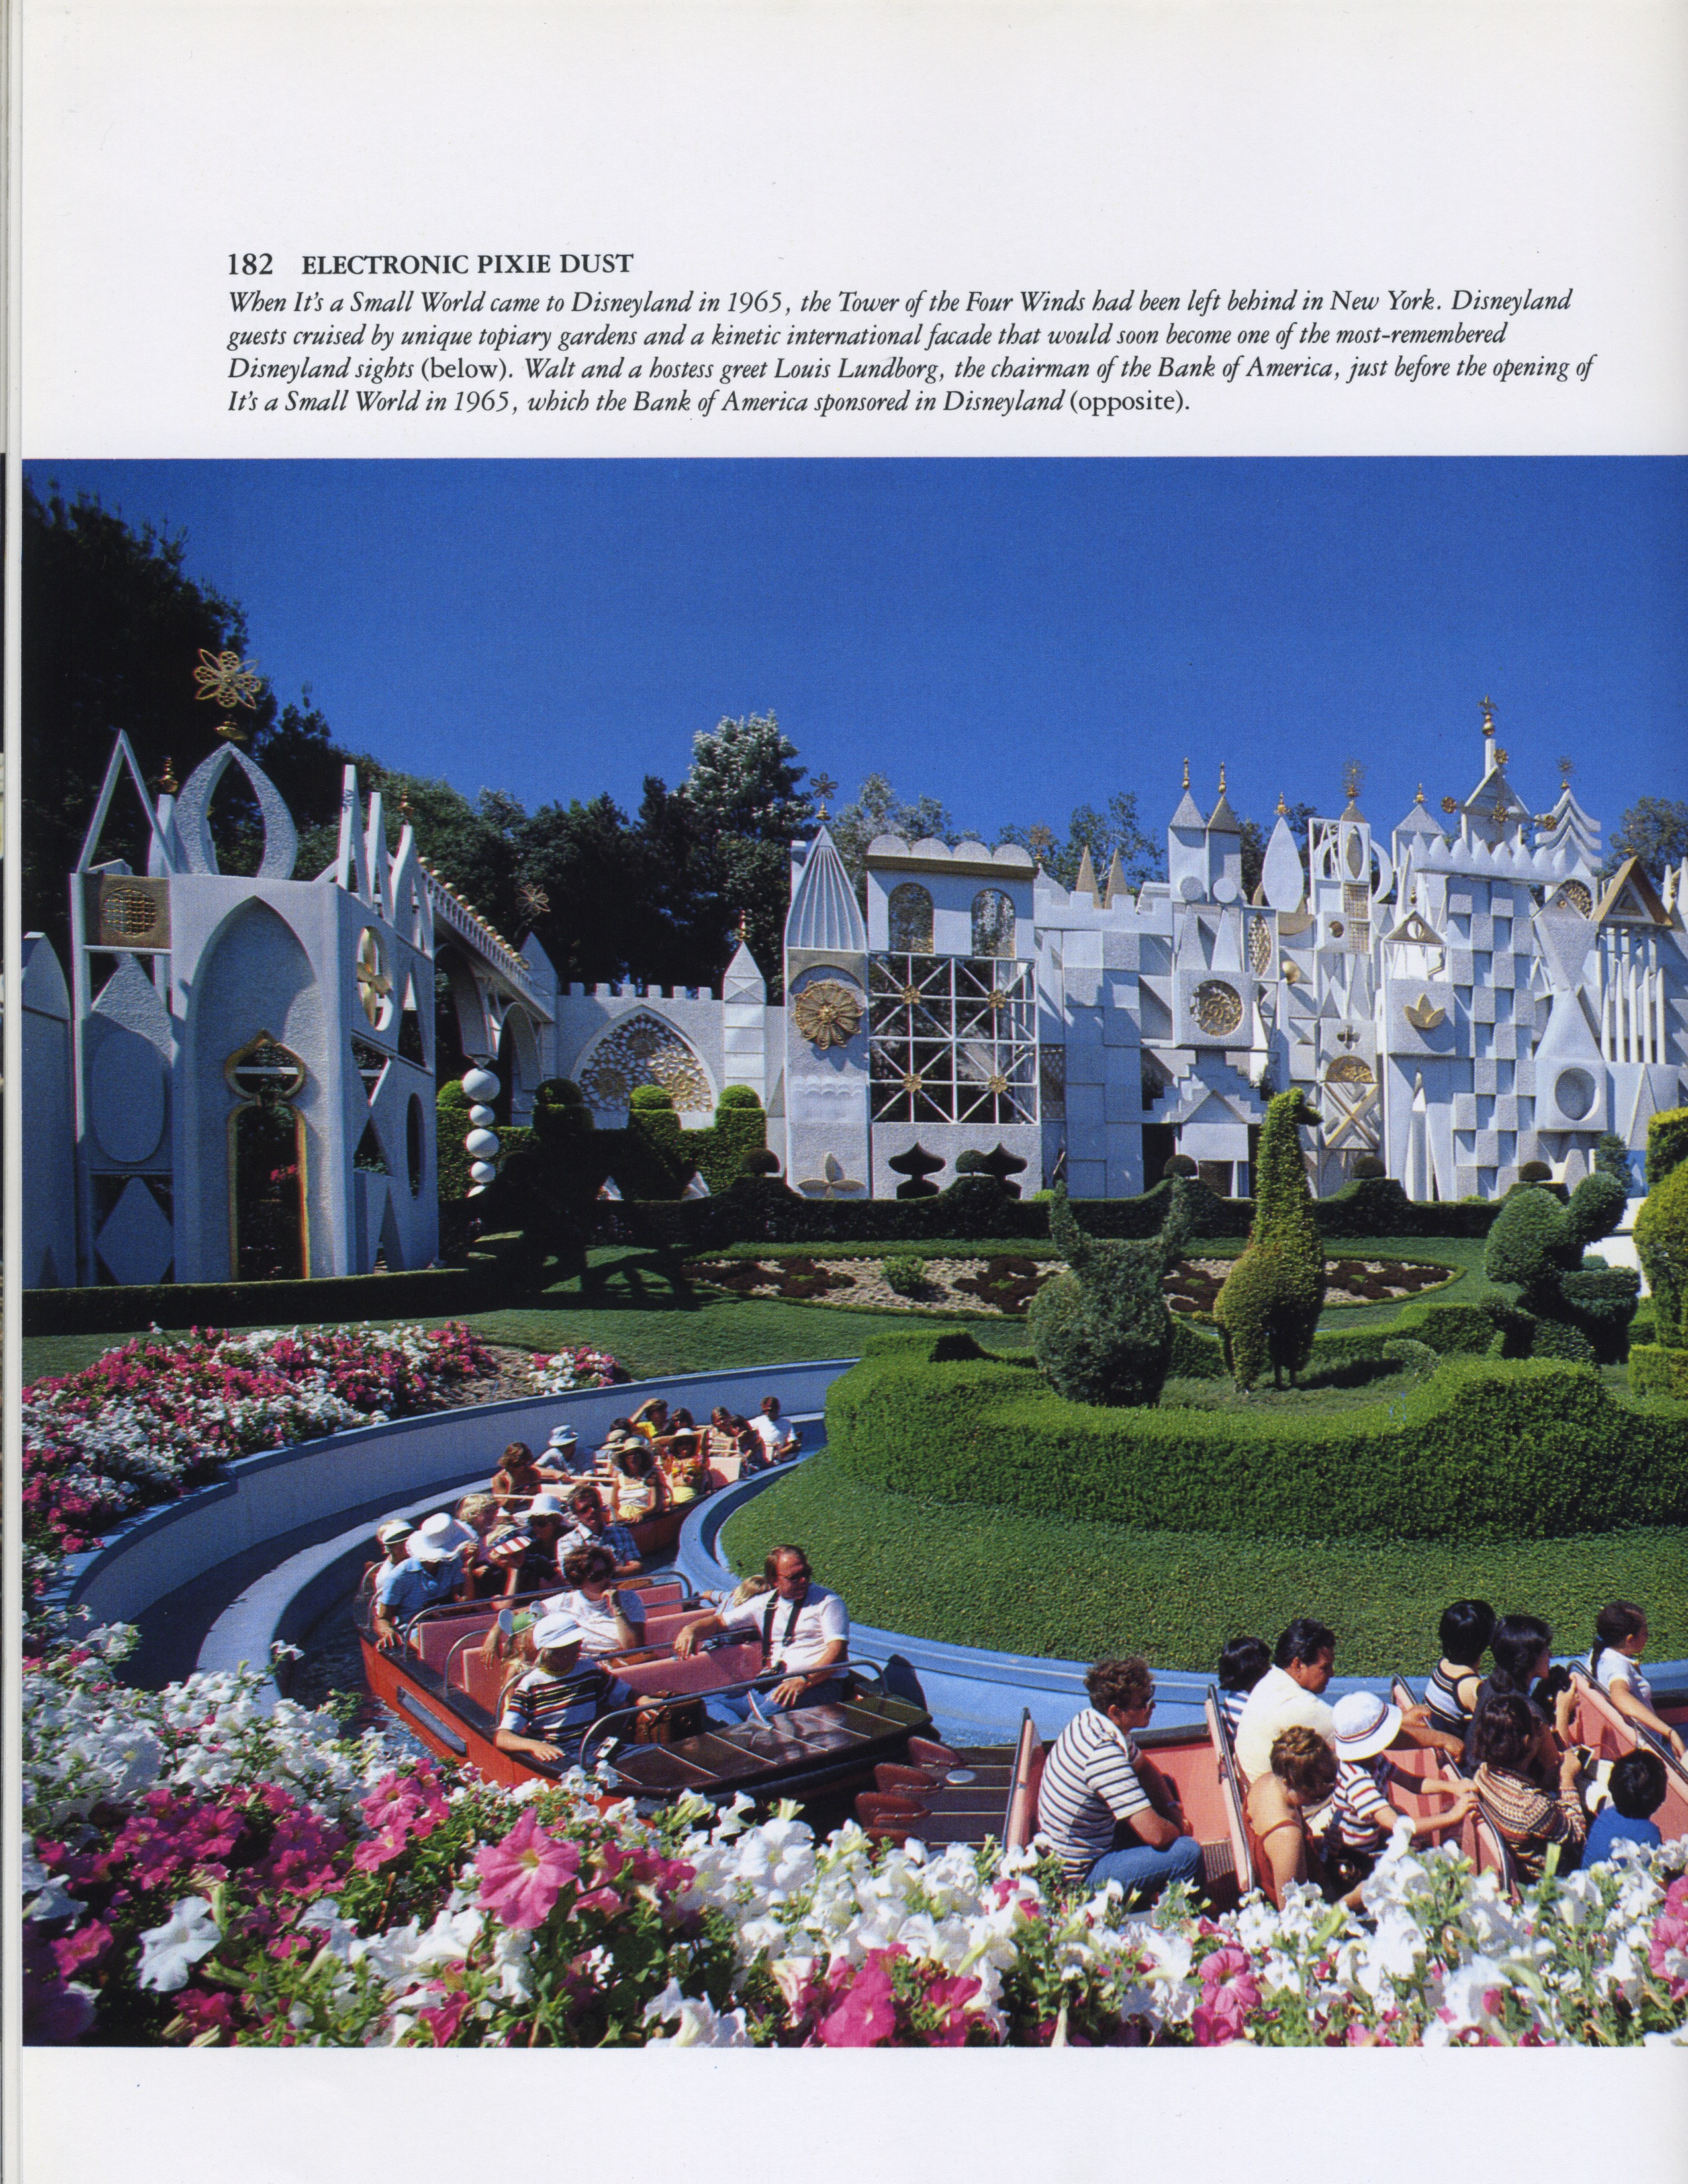 182 ELECTRONIC PIXIE DUST
When It's a Small World came to Disneyland in 1965, the Tower of the Four Winds had been left behind in New York. Disneyland
guests cruised by unique topiary gardens and a kinetic international facade that would soon become one of the most-remembered
Disneyland sights (below). Walt and a hostess greet Louis Lundborg, the chairman of the Bank of America, just before the opening of
It's a Small World in 1965, which the Bank of America sponsored in Disneyland (opposite).